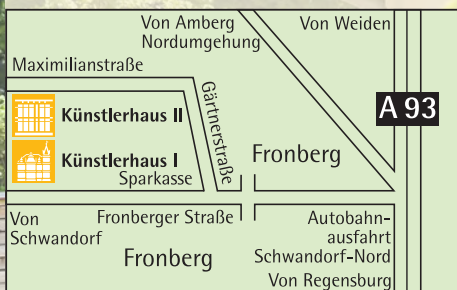 Von Amberg
Nordumgehung
Von Weiden
Maximilianstraße
Gärtnerstraße
A 93
Künstlerhaus II
Künstlerhaus I
Sparkasse
Fronberg
Von
Schwandorf
Fronberger Straße
Fronberg
Autobahn-
ausfahrt
Schwandorf-Nord
Von Regensburg